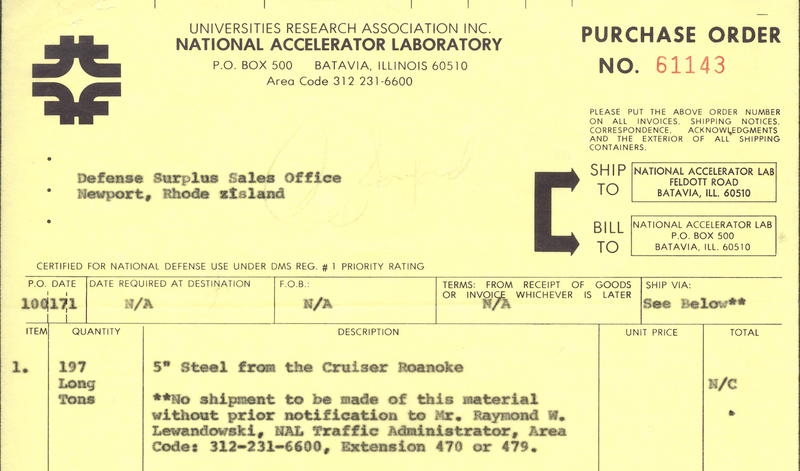 UNIVERSITIES RESEARCH ASSOCIATION INC.
NATIONAL ACCELERATOR LABORATORY
P.O. BOX 500 BATAVIA, ILLINOIS 60510
Area Code 312 231-6600
PURCHASE ORDER
NO. 61143
PLEASE PUT THE ABOVE ORDER NUMBER
ON ALL INVOICES, SHIPPING NOTICES,
CORRESPONDENCE, ACKNOWLEDGMENTS
AND THE EXTERIOR OF ALL SHIPPING
CONTAINERS.
Defense Surplus Sales Office
Newport, Rhode zIsland
SHIP TO
NATIONAL ACCELERATOR LAB
FELDOTT ROAD
BATAVIA, ILL. 60510
BILL TO
NATIONAL ACCELERATOR LAB
P.O. BOX 500
BATAVIA, ILL. 60510
CERTIFIED FOR NATIONAL DEFENSE USE UNDER DMS REG. #1 PRIORITY RATING
P.O. DATE
100171
DATE REQUIRED AT DESTINATION
N/A
F.O.B.:
N/A
TERMS: FROM RECEIPT OF GOODS
OR INVOICE WHICHEVER IS LATER
N/A
SHIP VIA:
See Below**
ITEM QUANTITY DESCRIPTION UNIT PRICE TOTAL
1. 197 5" Steel from the Cruiser Roanoke
Long N/C
Tons **No shipment to be made of this material
without prior notification to Mr. Raymond W.
Lewandowski, NAL Traffic Administrator, Area
Code: 312-231-6600, Extension 470 or 479.